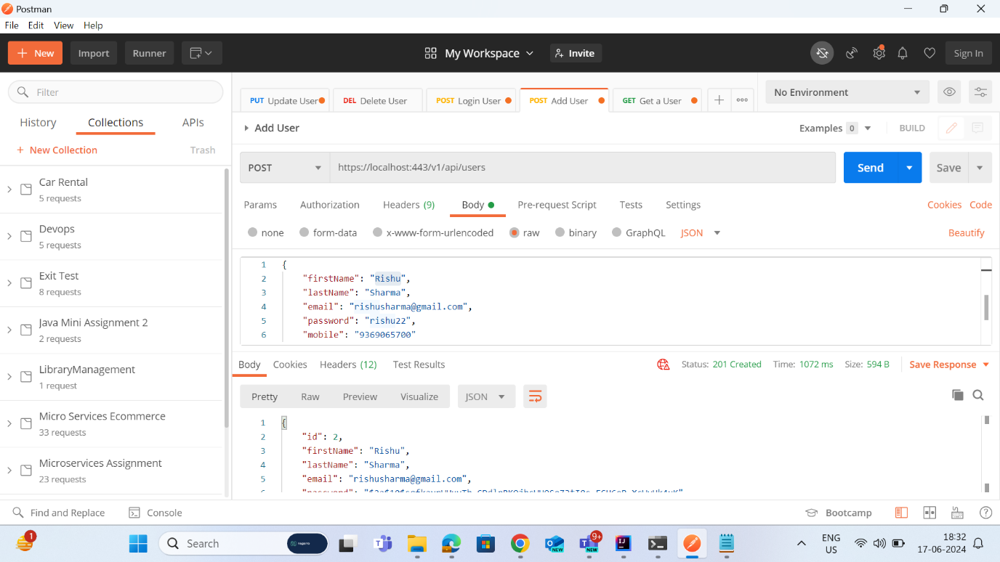 Postman
File Edit View Help
New Import Runner My Workspace Invite Sign In
Filter
PUT Update User DEL Delete User POST Login User POST Add User GET Get a User
No Environment
History Collections APIs
+ New Collection Trash
Car Rental
5 requests
Devops
5 requests
Exit Test
8 requests
Java Mini Assignment 2
2 requests
LibraryManagement
1 request
Micro Services Ecommerce
33 requests
Microservices Assignment
23 requests
Add User Examples 0 BUILD
POST https://localhost:443/v1/api/users Send Save
Params Authorization Headers (9) Body Pre-request Script Tests Settings Cookies Code
none form-data x-www-form-urlencoded raw binary GraphQL JSON Beautify
1 {
2 "firstName": "Rishu",
3 "lastName": "Sharma",
4 "email": "rishusharma@gmail.com",
5 "password": "rishu22",
6 "mobile": "9369065700"
Body Cookies Headers (12) Test Results Status: 201 Created Time: 1072 ms Size: 594 B Save Response
Pretty Raw Preview Visualize JSON
1 {
2 "id": 2,
3 "firstName": "Rishu",
4 "lastName": "Sharma",
5 "email": "rishusharma@gmail.com",
Find and Replace Console Bootcamp
1 Search 9+ NEW NEW ENG US 18:32 17-06-2024